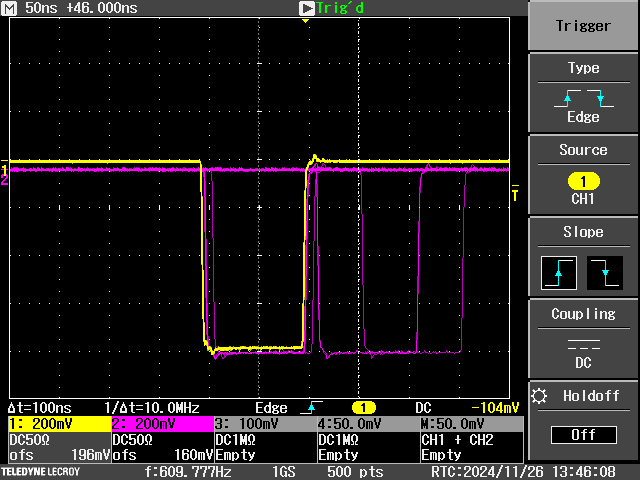 M 50ns +46.000ns Trig'd
Trigger
Type
Edge
Source
1
CH1
Slope
Coupling
DC
Holdoff
Off
1
2
T
Δt=100ns 1/Δt=10.0MHz Edge 1 DC -104mV
1: 200mV 2: 200mV 3: 100mV 4:50.0mV M:50.0mV
DC50Ω DC50Ω DC1MΩ DC1MΩ CH1 + CH2
ofs 196mV ofs 160mV Empty Empty Empty
TELEDYNE LECROY f:609.777Hz 1GS 500 pts RTC:2024/11/26 13:46:08